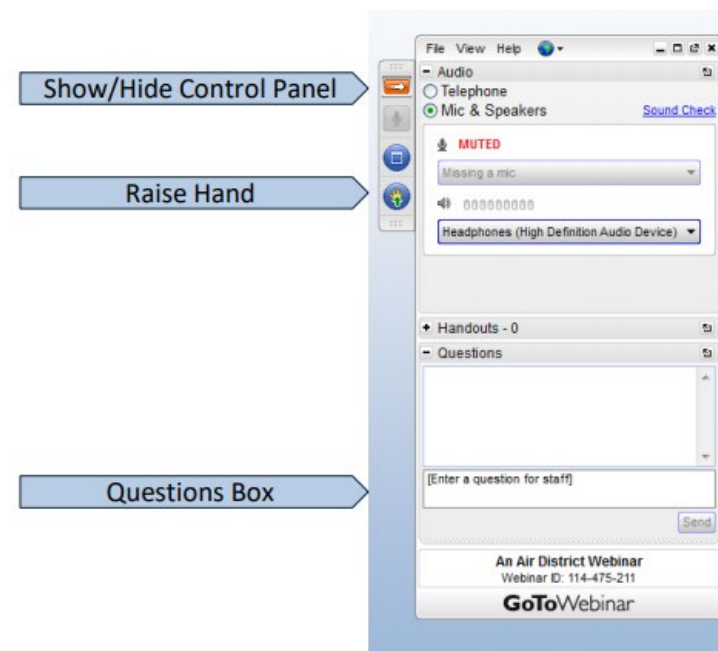 File View Help
Show/Hide Control Panel
Audio
Telephone
Mic & Speakers Sound Check
MUTED
Missing a mic
Raise Hand
000000000
Headphones (High Definition Audio Device)
Handouts - 0
Questions
Questions Box
[Enter a question for staff]
Send
An Air District Webinar
Webinar ID: 114-475-211
GoToWebinar